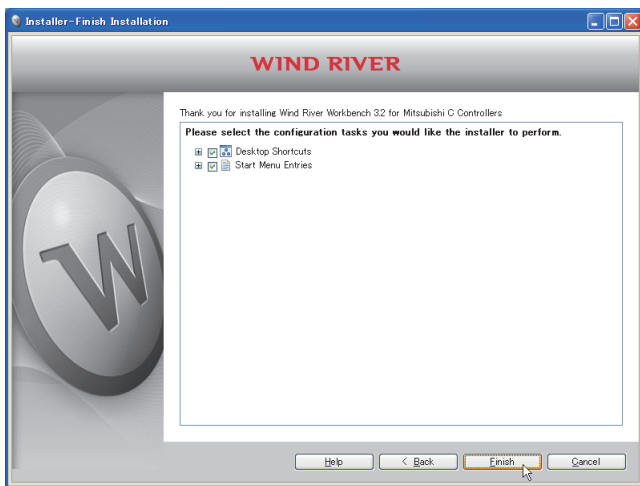 Installer-Finish Installation
WIND RIVER
Thank you for installing Wind River Workbench 3.2 for Mitsubishi C Controllers
Please select the configuration tasks you would like the installer to perform.
Desktop Shortcuts
Start Menu Entries
W
Help < Back Finish Cancel